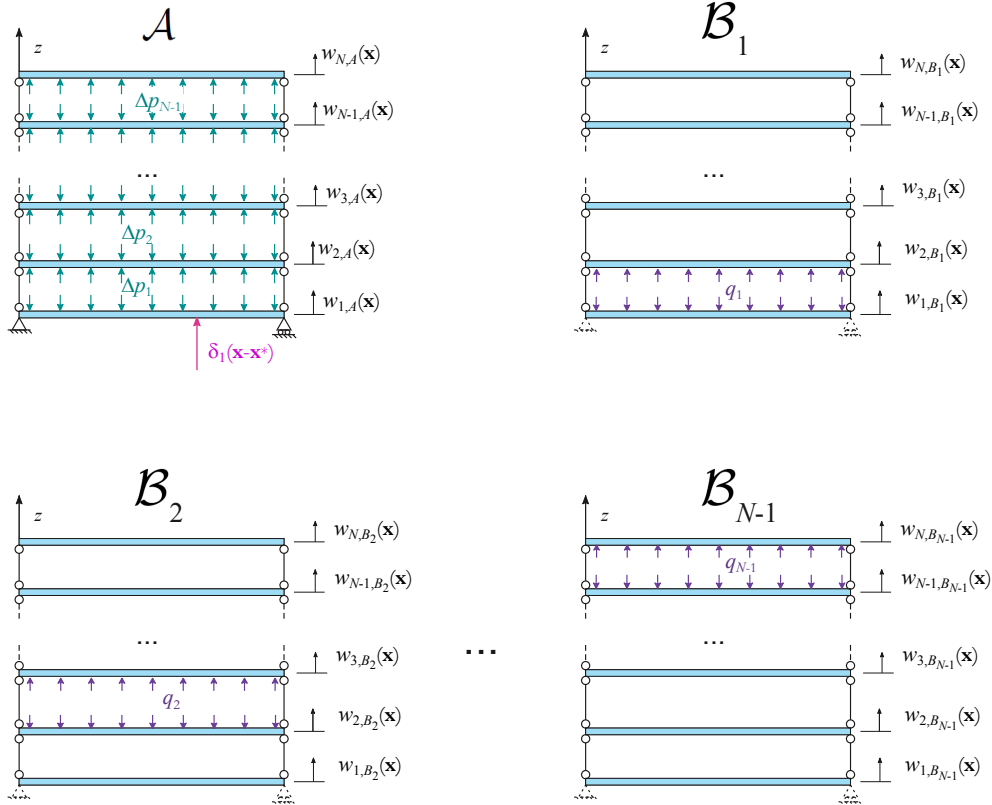 𝒜
z
w_{N,A}(x)
Δp_{N-1}
w_{N-1,A}(x)
...
w_{3,A}(x)
Δp_2
w_{2,A}(x)
Δp_1
w_{1,A}(x)
δ_1(x-x*)
ℬ_1
z
w_{N,B_1}(x)
w_{N-1,B_1}(x)
...
w_{3,B_1}(x)
w_{2,B_1}(x)
q_1
w_{1,B_1}(x)
ℬ_2
z
w_{N,B_2}(x)
w_{N-1,B_2}(x)
...
w_{3,B_2}(x)
q_2
w_{2,B_2}(x)
w_{1,B_2}(x)
...
ℬ_{N-1}
z
w_{N,B_{N-1}}(x)
q_{N-1}
w_{N-1,B_{N-1}}(x)
...
w_{3,B_{N-1}}(x)
w_{2,B_{N-1}}(x)
w_{1,B_{N-1}}(x)